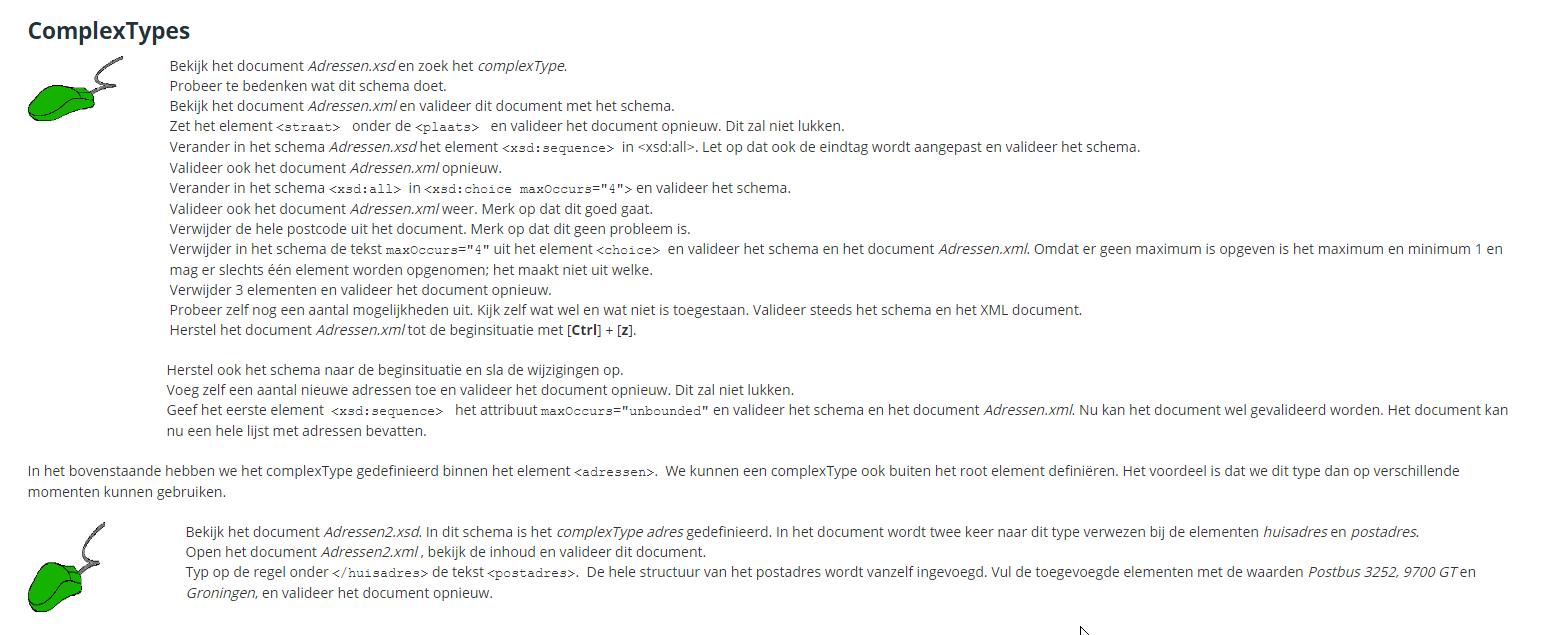 ComplexTypes
Bekijk het document Adressen.xsd en zoek het complexType.
Probeer te bedenken wat dit schema doet.
Bekijk het document Adressen.xml en valideer dit document met het schema.
Zet het element <straat> onder de <plaats> en valideer het document opnieuw. Dit zal niet lukken.
Verander in het schema Adressen.xsd het element <xsd:sequence> in <xsd:all>. Let op dat ook de eindtag wordt aangepast en valideer het schema.
Valideer ook het document Adressen.xml opnieuw.
Verander in het schema <xsd:all> in <xsd:choice maxOccurs="4"> en valideer het schema.
Valideer ook het document Adressen.xml weer. Merk op dat dit goed gaat.
Verwijder de hele postcode uit het document. Merk op dat dit geen probleem is.
Verwijder in het schema de tekst maxOccurs="4" uit het element <choice> en valideer het schema en het document Adressen.xml. Omdat er geen maximum is opgeven is het maximum en minimum 1 en
mag er slechts één element worden opgenomen; het maakt niet uit welke.
Verwijder 3 elementen en valideer het document opnieuw.
Probeer zelf nog een aantal mogelijkheden uit. Kijk zelf wat wel en wat niet is toegestaan. Valideer steeds het schema en het XML document.
Herstel het document Adressen.xml tot de beginsituatie met [Ctrl] + [z].
Herstel ook het schema naar de beginsituatie en sla de wijzigingen op.
Voeg zelf een aantal nieuwe adressen toe en valideer het document opnieuw. Dit zal niet lukken.
Geef het eerste element <xsd:sequence> het attribuut maxOccurs="unbounded" en valideer het schema en het document Adressen.xml. Nu kan het document wel gevalideerd worden. Het document kan
nu een hele lijst met adressen bevatten.
In het bovenstaande hebben we het complexType gedefinieerd binnen het element <adressen>. We kunnen een complexType ook buiten het root element definiëren. Het voordeel is dat we dit type dan op verschillende
momenten kunnen gebruiken.
Bekijk het document Adressen2.xsd. In dit schema is het complexType adres gedefinieerd. In het document wordt twee keer naar dit type verwezen bij de elementen huisadres en postadres.
Open het document Adressen2.xml , bekijk de inhoud en valideer dit document.
Typ op de regel onder </huisadres> de tekst <postadres>. De hele structuur van het postadres wordt vanzelf ingevoegd. Vul de toegevoegde elementen met de waarden Postbus 3252, 9700 GT en
Groningen, en valideer het document opnieuw.